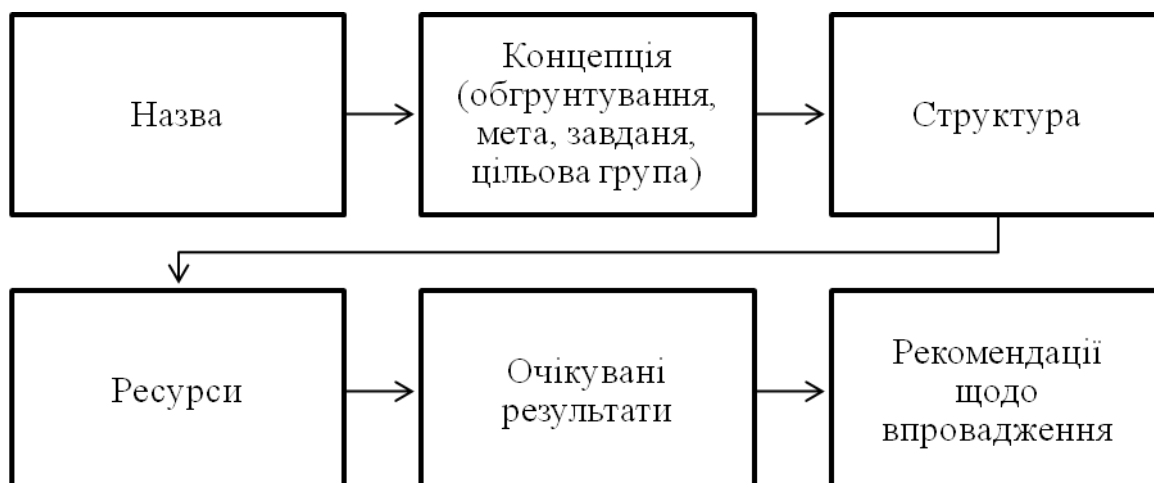 Назва
Концепція
(обгрунтування,
мета, завданя,
цільова група)
Структура
Ресурси
Очікувані
результати
Рекомендації
щодо
впровадження